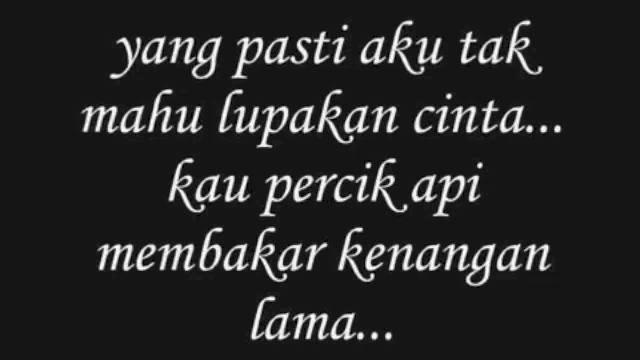 yang pasti aku tak
mahu lupakan cinta...
kau percik api
membakar kenangan
lama...